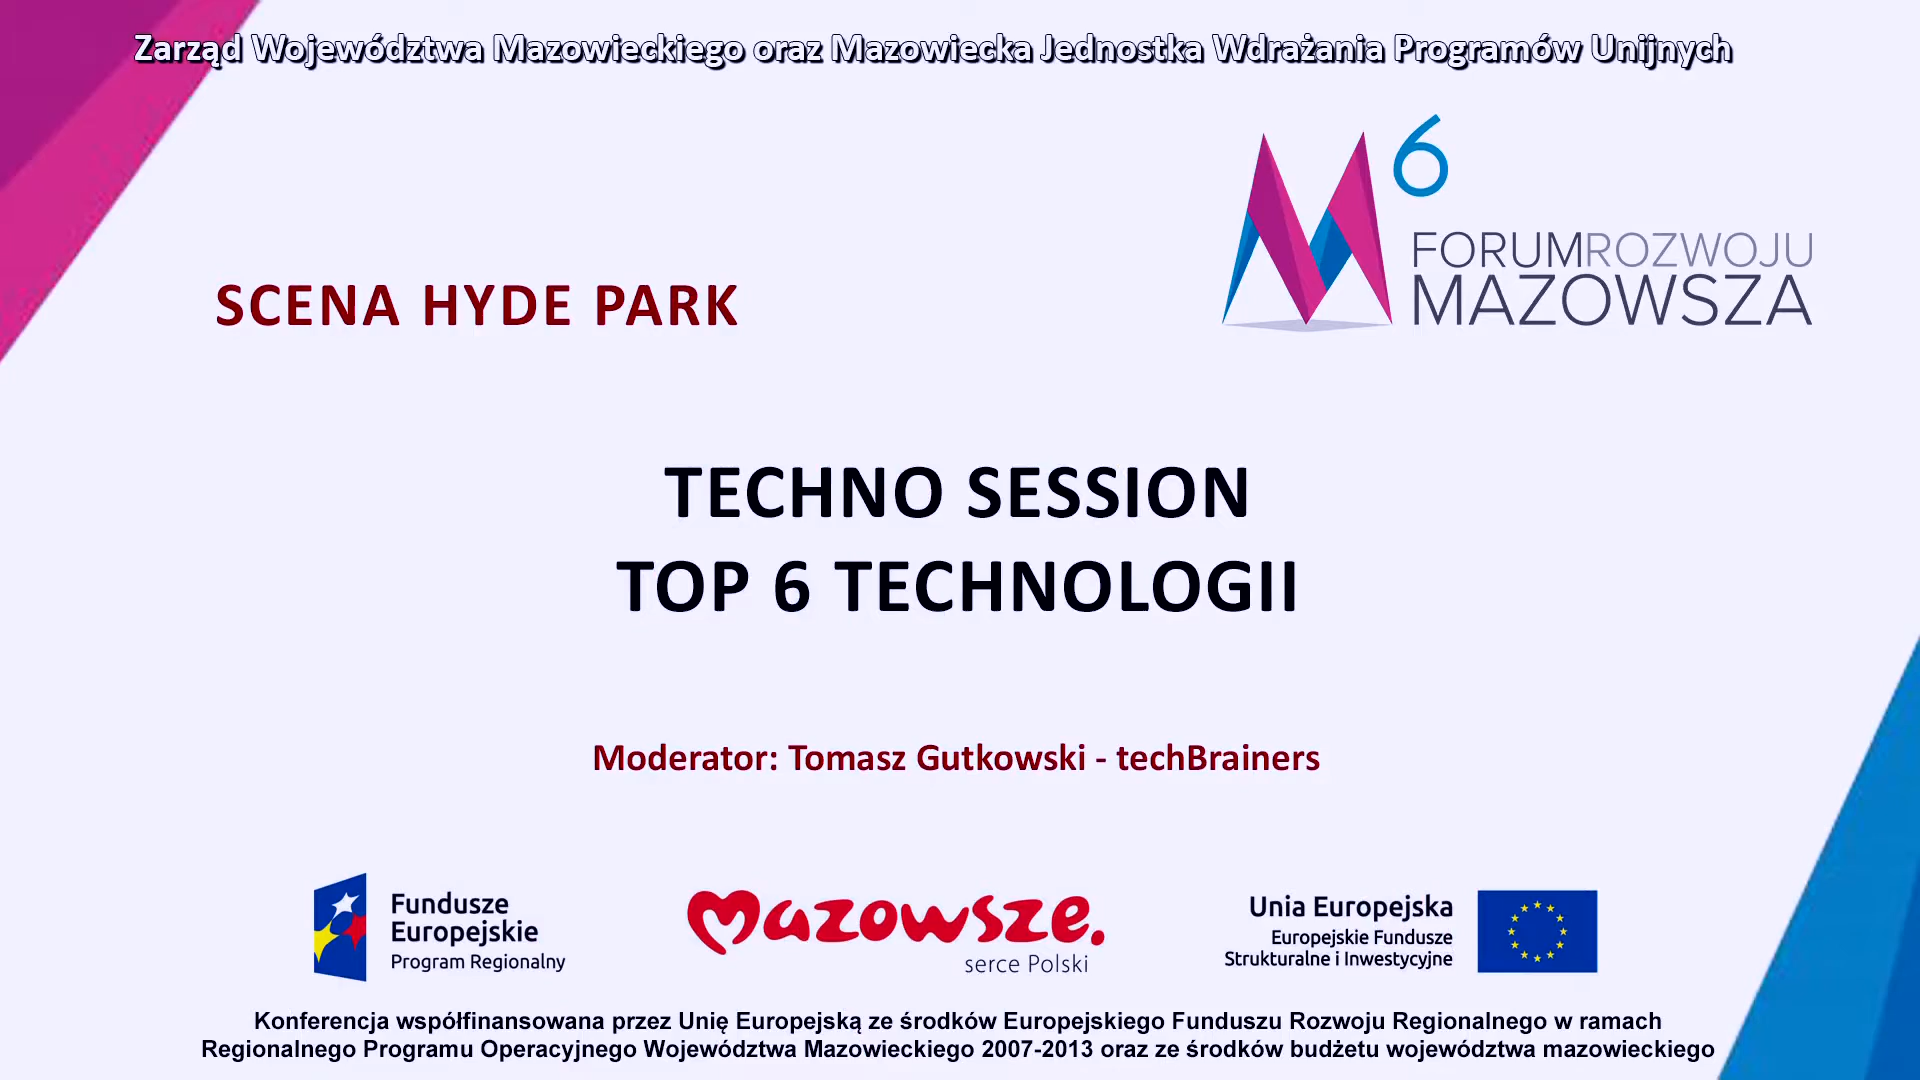 Zarząd Województwa Mazowieckiego oraz Mazowiecka Jednostka Wdrażania Programów Unijnych
M6
FORUMROZWOJU
MAZOWSZA
SCENA HYDE PARK
TECHNO SESSION
TOP 6 TECHNOLOGII
Moderator: Tomasz Gutkowski - techBrainers
Fundusze
Europejskie
Program Regionalny
Mazowsze.
serce Polski
Unia Europejska
Europejskie Fundusze
Strukturalne i Inwestycyjne
Konferencja współfinansowana przez Unię Europejską ze środków Europejskiego Funduszu Rozwoju Regionalnego w ramach
Regionalnego Programu Operacyjnego Województwa Mazowieckiego 2007-2013 oraz ze środków budżetu województwa mazowieckiego